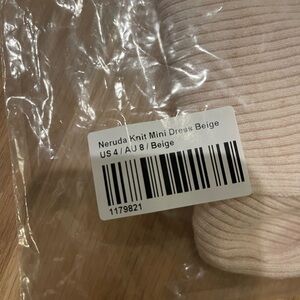 Neruda Knit Mini Dress Beige
US 4 / AU 8 / Beige
1179821